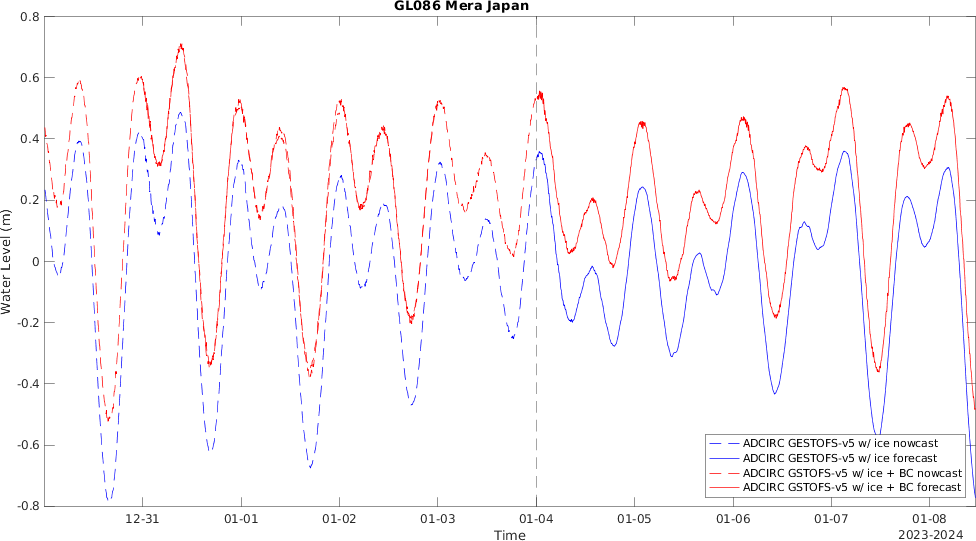 GL086 Mera Japan
0.8
0.6
0.4
0.2
0
-0.2
-0.4
-0.6
-0.8
Water Level (m)
12-31
01-01
01-02
01-03
01-04
01-05
01-06
01-07
01-08
Time
2023-2024
ADCIRC GESTOFS-v5 w/ ice nowcast
ADCIRC GESTOFS-v5 w/ ice forecast
ADCIRC GSTOFS-v5 w/ ice + BC nowcast
ADCIRC GSTOFS-v5 w/ ice + BC forecast